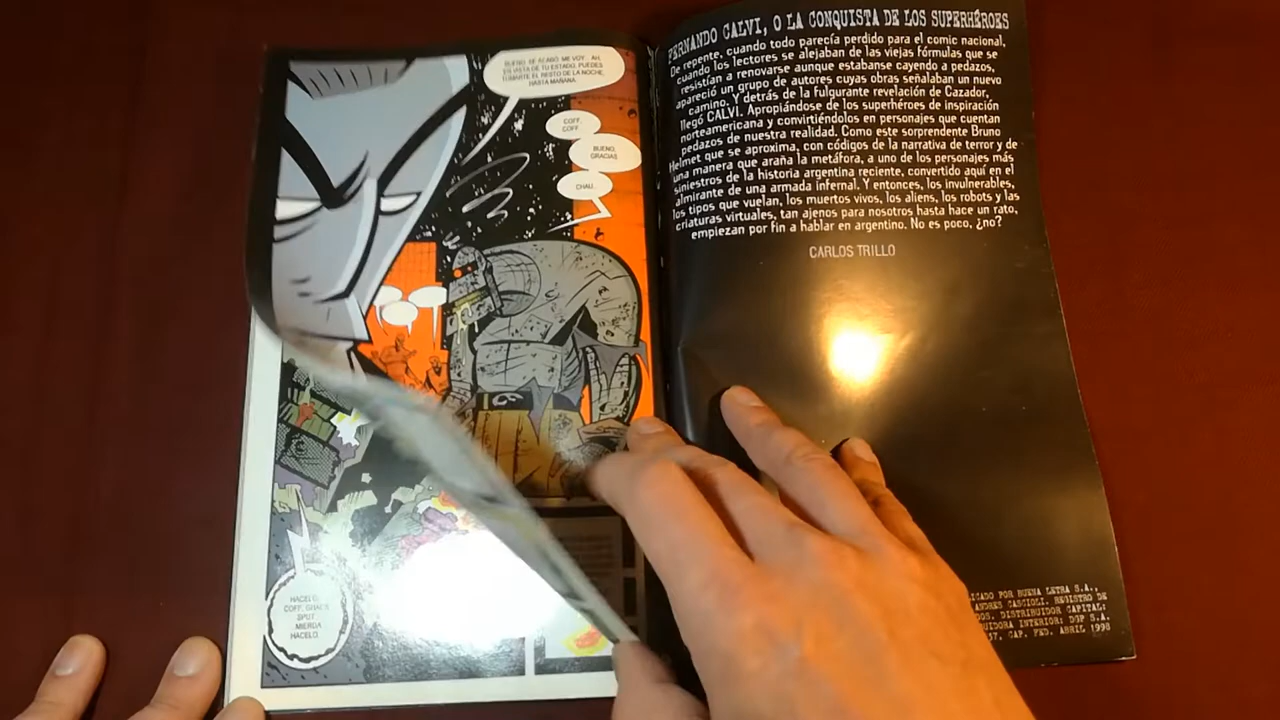 BUENO, SE ACABÓ. ME VOY... AH,
EN VISTA DE TU ESTADO, PUEDES
TOMARTE EL RESTO DE LA NOCHE,
HASTA MAÑANA.
COFF,
COFF.
BUENO,
GRACIAS
CHAU.
HACELO,
COFF,
SPUT
MIERDA
HACELO.
FERNANDO CALVI, O LA CONQUISTA DE LOS SUPERHÉROES
De repente, cuando todo parecía perdido para el comic nacional,
cuando los lectores se alejaban de las viejas fórmulas que se
resistían a renovarse aunque estabanse cayendo a pedazos,
apareció un grupo de autores cuyas obras señalaban un nuevo
camino. Y detrás de la fulgurante revelación de Cazador,
llegó CALVI. Apropiándose de los superhéroes de inspiración
norteamericana y convirtiéndolos en personajes que cuentan
pedazos de nuestra realidad. Como este sorprendente Bruno
Helmet que se aproxima, con códigos de la narrativa de terror y de
una manera que araña la metáfora, a uno de los personajes más
siniestros de la historia argentina reciente, convertido aquí en el
almirante de una armada infernal. Y entonces, los invulnerables,
los tipos que vuelan, los muertos vivos, los aliens, los robots y las
criaturas virtuales, tan ajenos para nosotros hasta hace un rato,
empiezan por fin a hablar en argentino. No es poco, ¿no?
CARLOS TRILLO
ICADO POR BUENA LETRA S.A.,
ANDRES CASCIOLI. REGISTRO DE
DOS. DISTRIBUIDOR CAPITAL:
UIDORA INTERIOR: DGP S.A.
57. CAP. FED. ABRIL 1998